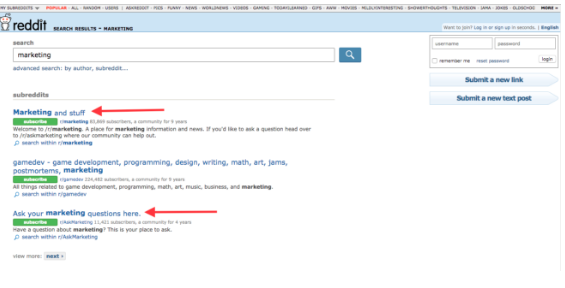 MY SUBREDDITS ▼ POPULAR - ALL - RANDOM - USERS | ASKREDDIT - PICS - FUNNY - NEWS - WORLDNEWS - VIDEOS - GAMING - TODAYILEARNED - GIFS - AWW - MOVIES - MILDLYINTERESTING - SHOWERTHOUGHTS - TELEVISION - IAMA - JOKES - OLDSCHOO MORE »
reddit SEARCH RESULTS - MARKETING
Want to join? Log in or sign up in seconds. | English
search
marketing
advanced search: by author, subreddit...
username password
remember me reset password login
Submit a new link
Submit a new text post
subreddits
Marketing and stuff
subscribe r/marketing subscribers, a community for 9 years
Welcome to /r/marketing. A place for marketing information and news. If you'd like to ask a question head over
to /r/askmarketing where our community can help out.
search within r/marketing
gamedev - game development, programming, design, writing, math, art, jams,
postmortems, marketing
subscribe r/gamedev 224,492 subscribers, a community for 9 years
All things related to game development, programming, math, art, music, business, and marketing.
search within r/gamedev
Ask your marketing questions here.
subscribe r/AskMarketing 11,421 subscribers, a community for 4 years
Have a question about marketing? This is your place to ask.
search within r/AskMarketing
view more: next ›